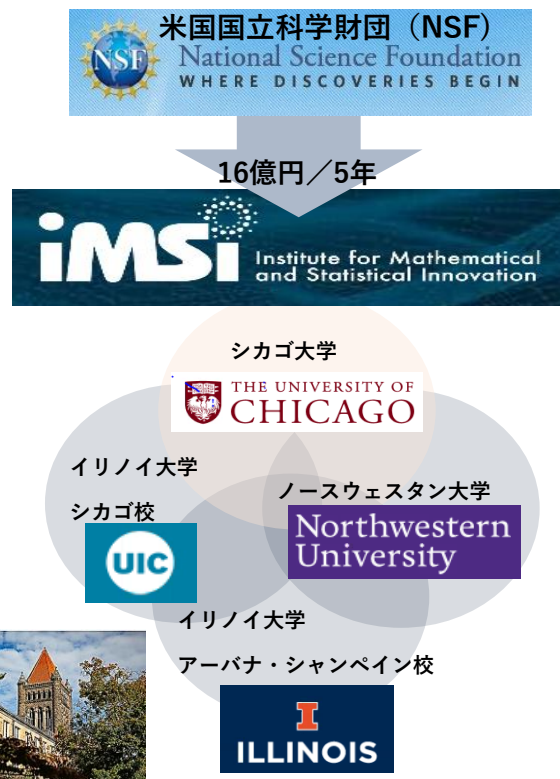 米国国立科学財団（NSF）
NSF
National Science Foundation
WHERE DISCOVERIES BEGIN
16億円／5年
iMSi
Institute for Mathematical
and Statistical Innovation
シカゴ大学
THE UNIVERSITY OF
CHICAGO
イリノイ大学
シカゴ校
UIC
ノースウェスタン大学
Northwestern
University
イリノイ大学
アーバナ・シャンペイン校
I
ILLINOIS